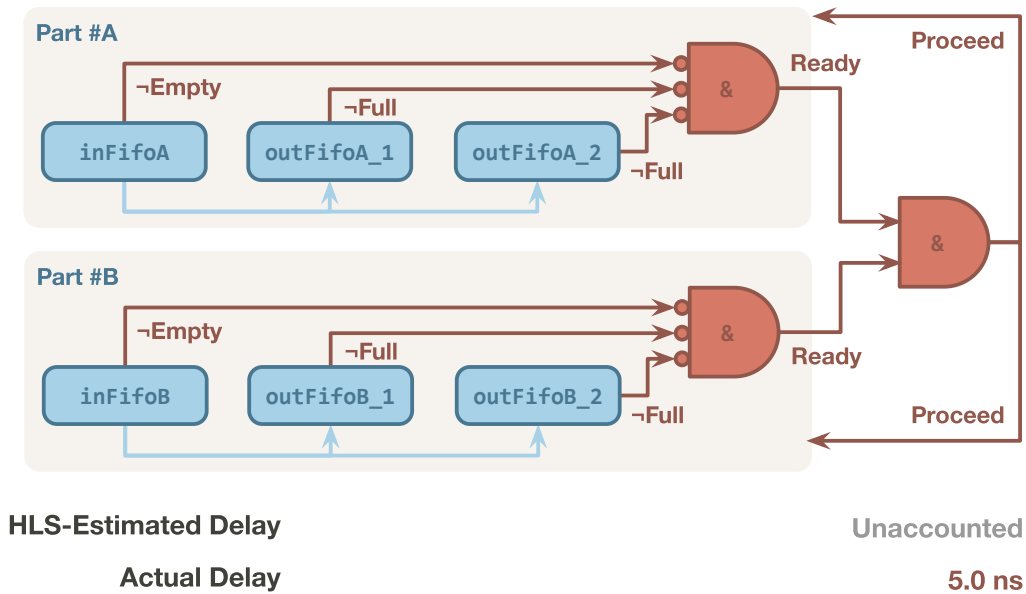 Part #A
Proceed
¬Empty
Ready
¬Full
&
inFifoA
outFifoA_1
outFifoA_2
¬Full
&
Part #B
¬Empty
¬Full
&
Ready
inFifoB
outFifoB_1
outFifoB_2
¬Full
Proceed
HLS-Estimated Delay
Unaccounted
Actual Delay
5.0 ns